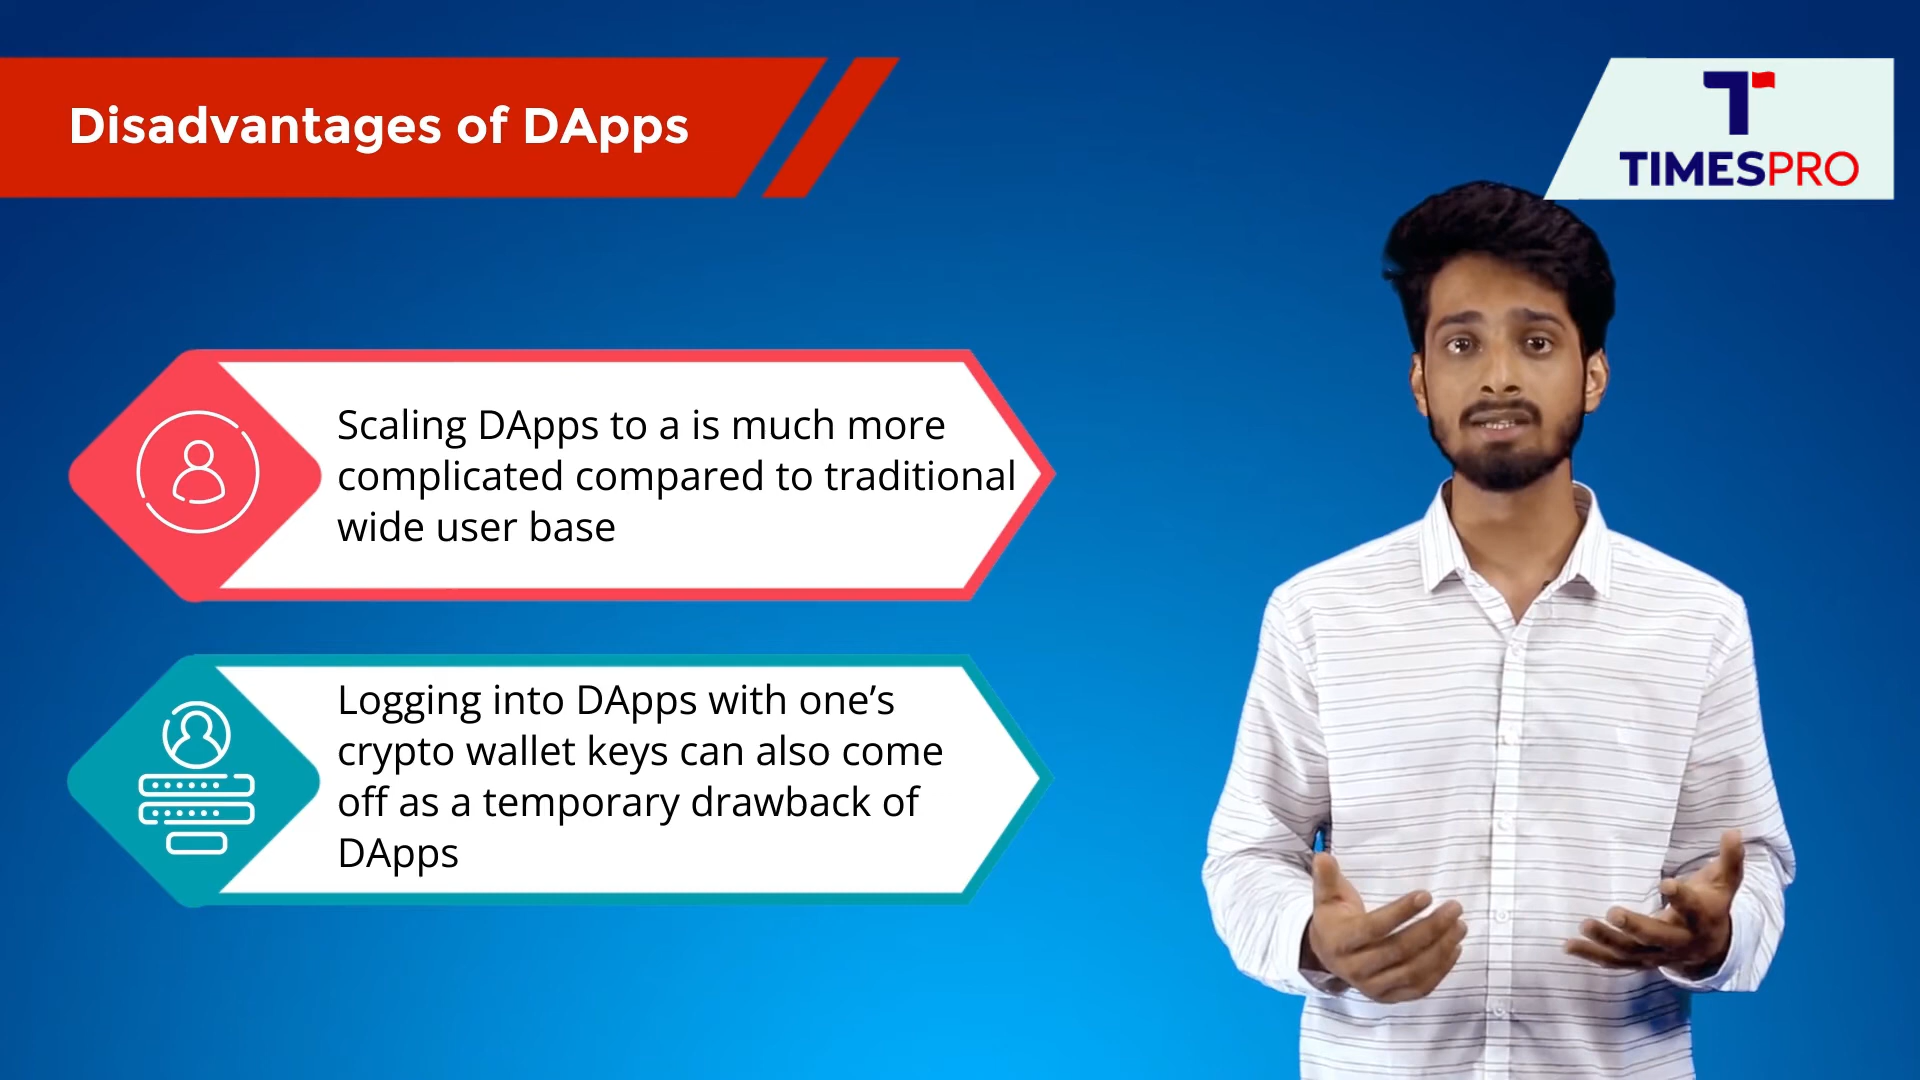 Disadvantages of DApps
TIMESPRO
Scaling DApps to a is much more
complicated compared to traditional
wide user base
Logging into DApps with one’s
crypto wallet keys can also come
off as a temporary drawback of
DApps